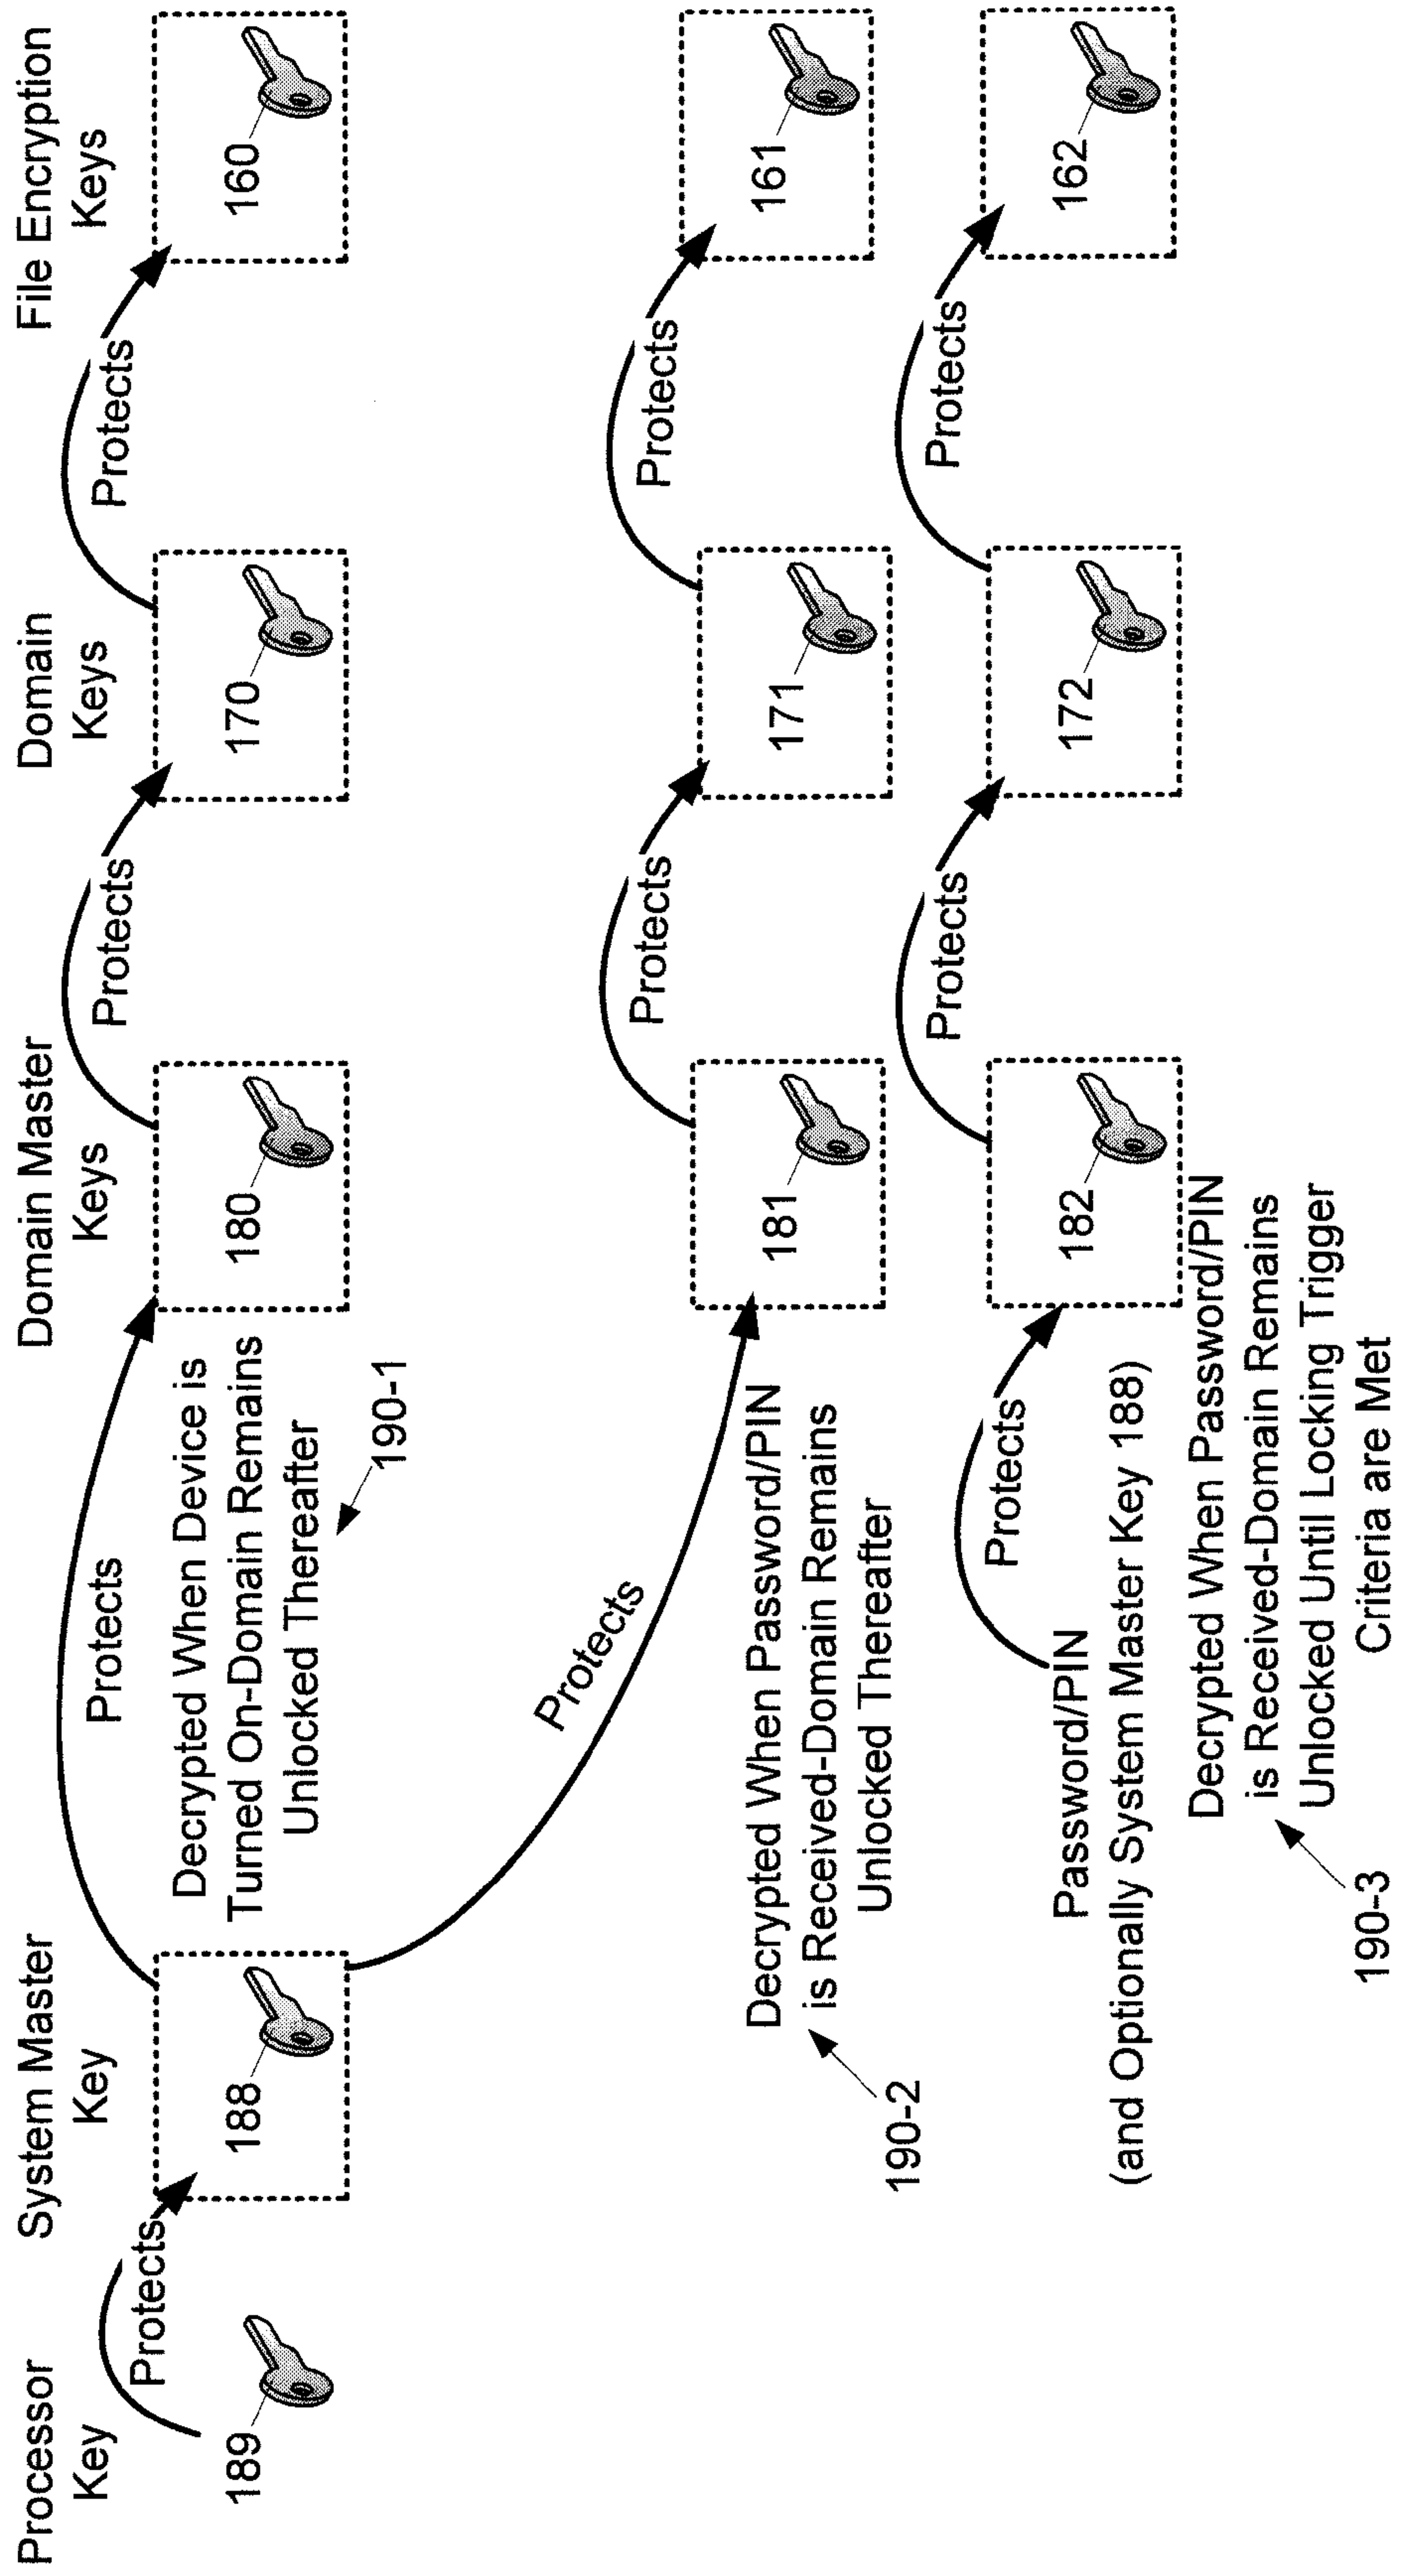 Processor
Key
System Master
Key
Domain Master
Keys
Domain
Keys
File Encryption
Keys
Protects
Protects
Protects
Protects
189
188
180
170
160
Decrypted When Device is
Turned On-Domain Remains
Unlocked Thereafter
190-1
Protects
Protects
Protects
181
171
161
Decrypted When Password/PIN
is Received-Domain Remains
Unlocked Thereafter
190-2
Protects
Protects
Protects
182
172
162
Password/PIN
(and Optionally System Master Key 188)
Decrypted When Password/PIN
is Received-Domain Remains
Unlocked Until Locking Trigger
Criteria are Met
190-3